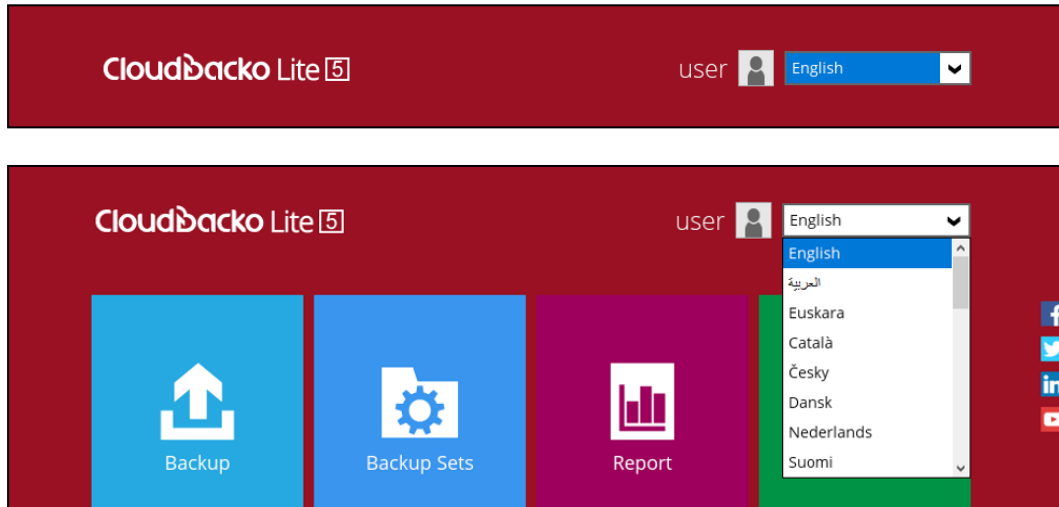 Cloudbacko Lite 5
user
English
Cloudbacko Lite 5
user
English
English
العربية
Euskara
Català
Česky
Dansk
Nederlands
Suomi
Backup
Backup Sets
Report
f
in